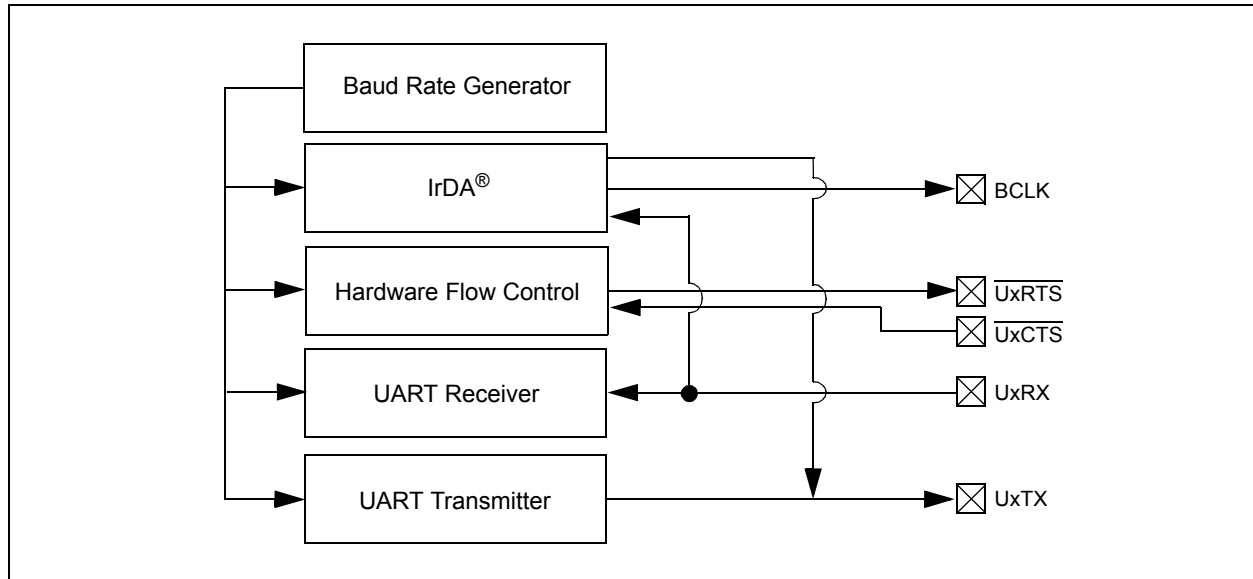 Baud Rate Generator
IrDA®
BCLK
Hardware Flow Control
UxRTS
UxCTS
UART Receiver
UxRX
UART Transmitter
UxTX